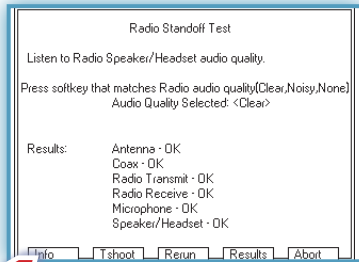 Radio Standoff Test
Listen to Radio Speaker/Headset audio quality.
Press softkey that matches Radio audio quality(Clear,Noisy,None)
Audio Quality Selected: <Clear>
Results: Antenna - OK
Coax - OK
Radio Transmit - OK
Radio Receive - OK
Microphone - OK
Speaker/Headset - OK
Info Tshoot Rerun Results Abort